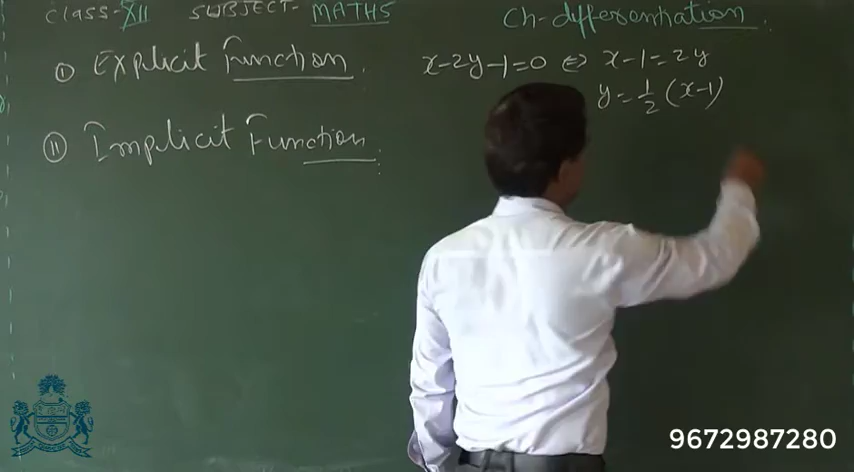 Class-XII SUBJECT- MATHS Ch-differentiation.
① Explicit Function.
x-2y-1=0 ⇔ x-1=2y
y=1/2(x-1)
⑪ Implicit Function.
9672987280